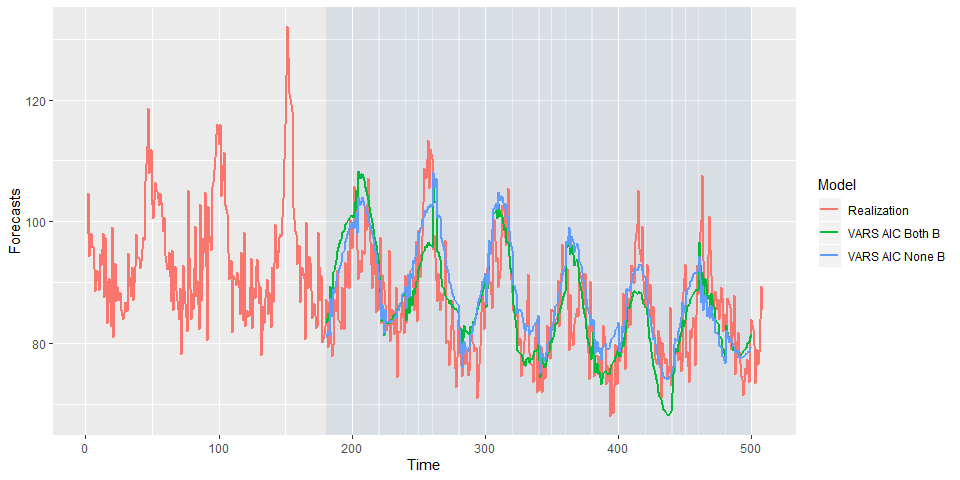 Forecasts
120
100
80
0
100
200
300
400
500
Time
Model
Realization
VARS AIC Both B
VARS AIC None B